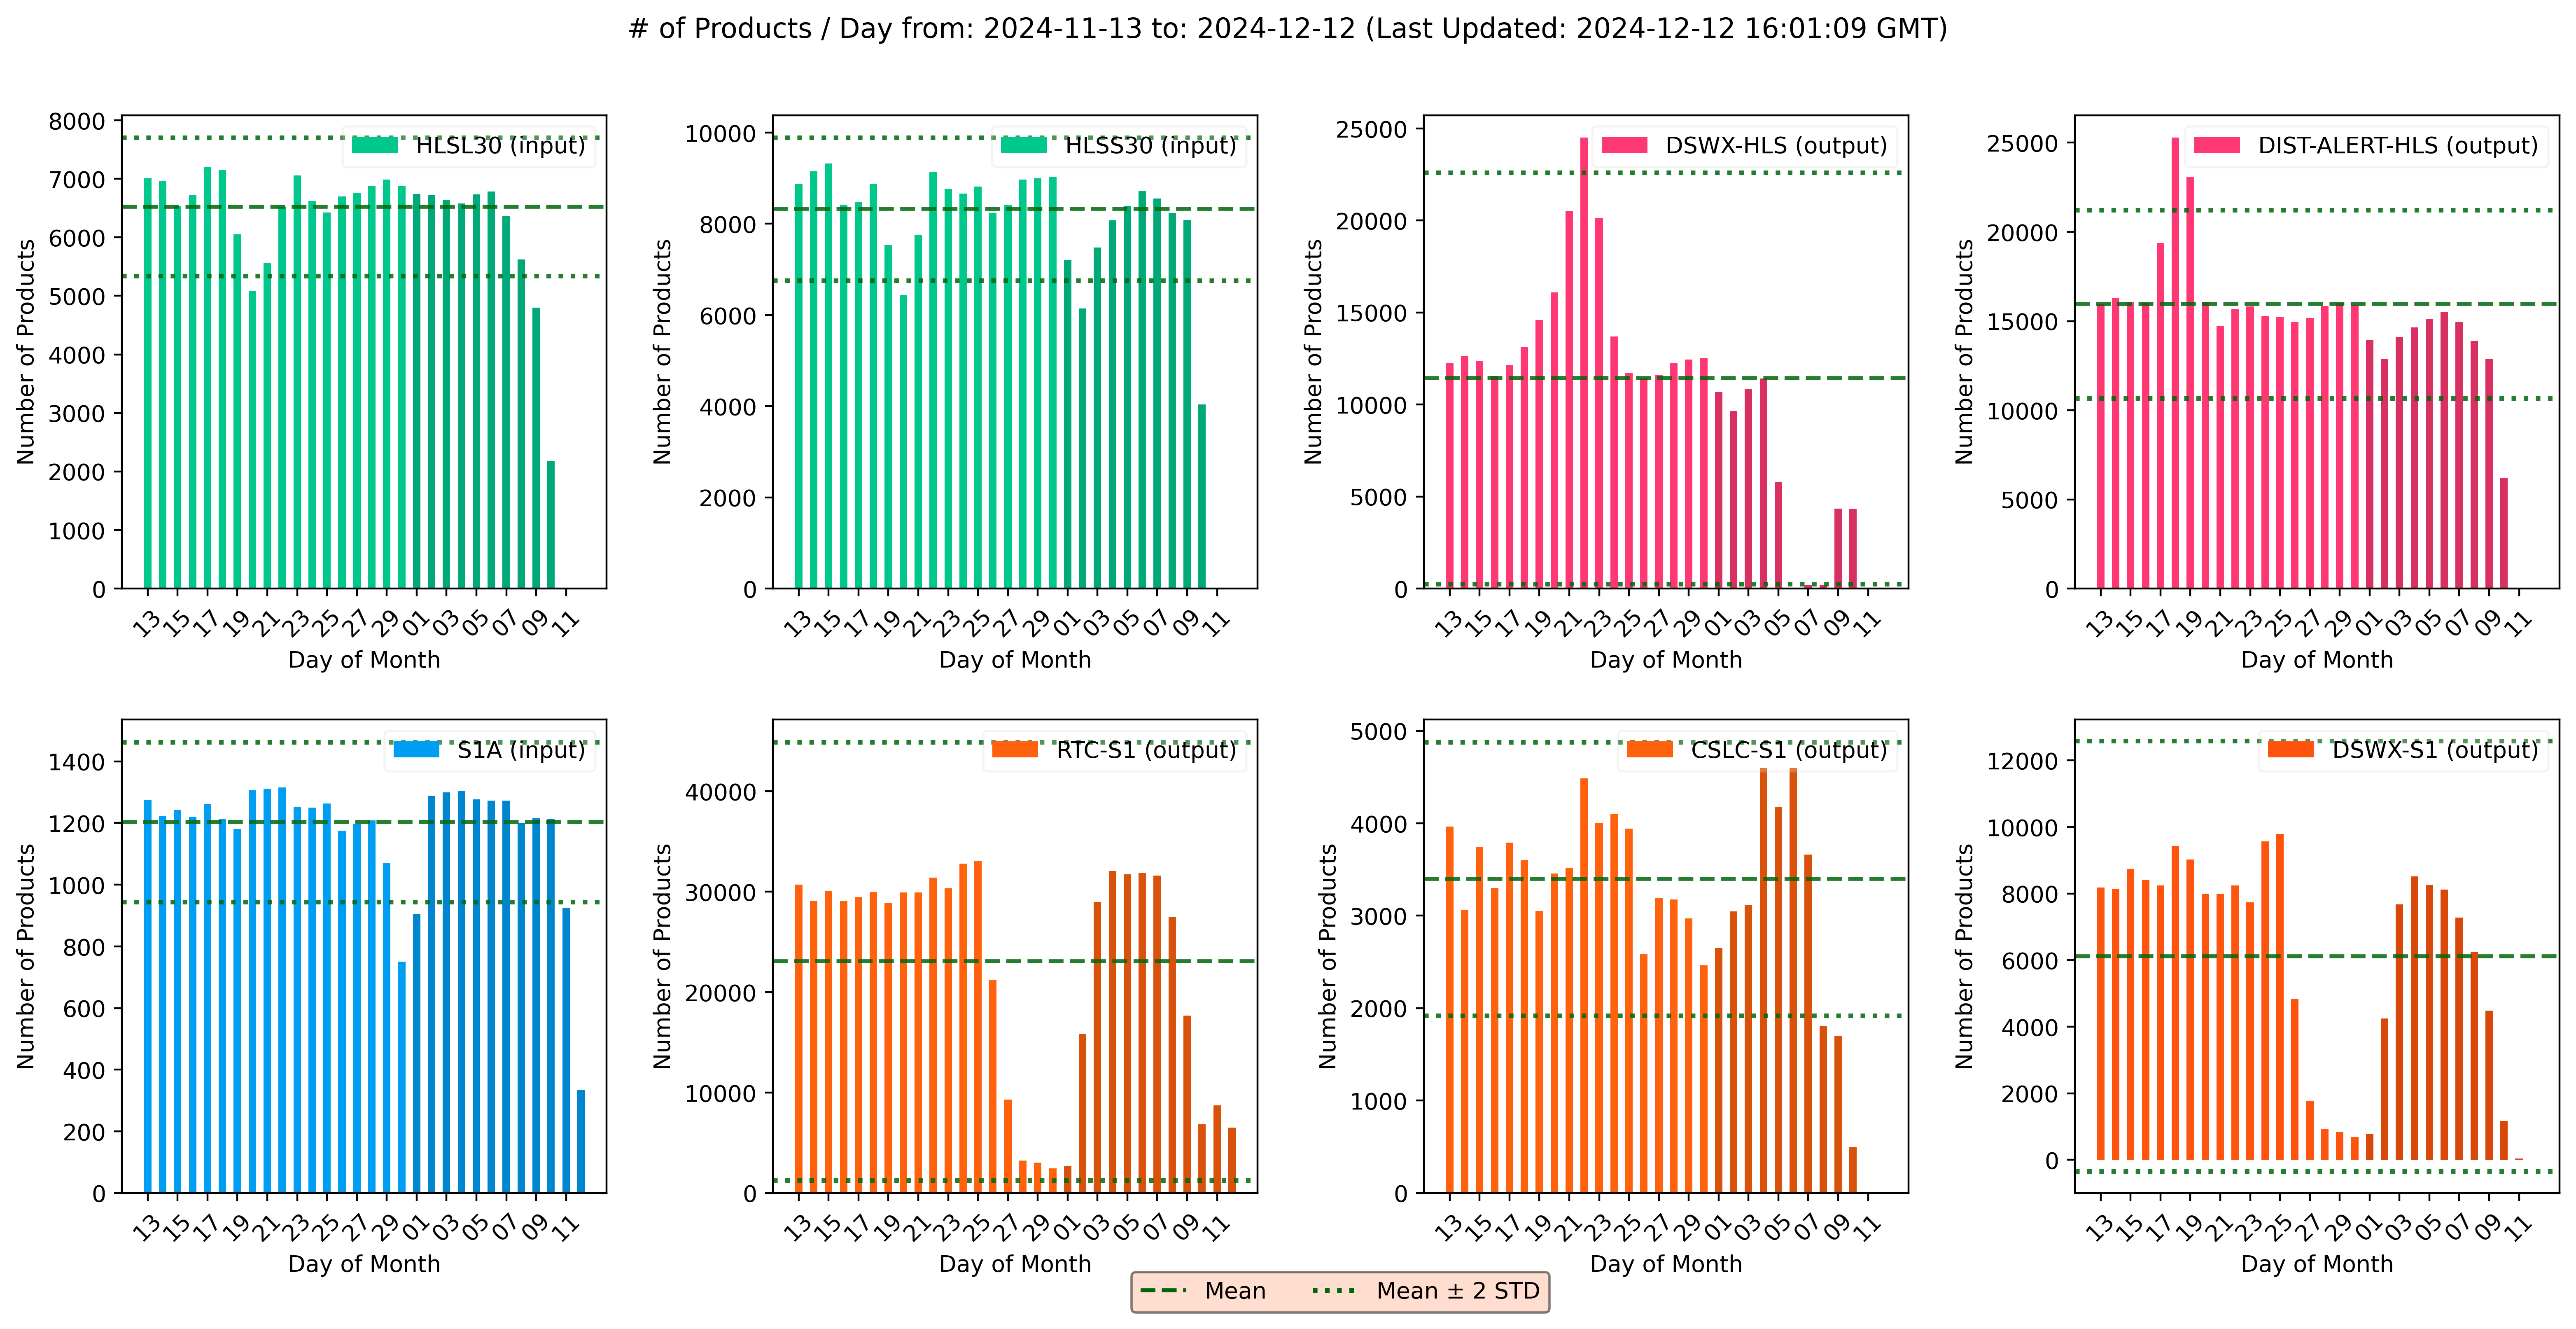 # of Products / Day from: 2024-11-13 to: 2024-12-12 (Last Updated: 2024-12-12 16:01:09 GMT)
HLSL30 (input)
Number of Products
8000
7000
6000
5000
4000
3000
2000
1000
0
13 15 17 19 21 23 25 27 29 01 03 05 07 09 11
Day of Month
HLSS30 (input)
Number of Products
10000
8000
6000
4000
2000
0
13 15 17 19 21 23 25 27 29 01 03 05 07 09 11
Day of Month
DSWX-HLS (output)
Number of Products
25000
20000
15000
10000
5000
0
13 15 17 19 21 23 25 27 29 01 03 05 07 09 11
Day of Month
DIST-ALERT-HLS (output)
Number of Products
25000
20000
15000
10000
5000
0
13 15 17 19 21 23 25 27 29 01 03 05 07 09 11
Day of Month
S1A (input)
Number of Products
1400
1200
1000
800
600
400
200
0
13 15 17 19 21 23 25 27 29 01 03 05 07 09 11
Day of Month
RTC-S1 (output)
Number of Products
40000
30000
20000
10000
0
13 15 17 19 21 23 25 27 29 01 03 05 07 09 11
Day of Month
CSLC-S1 (output)
Number of Products
5000
4000
3000
2000
1000
0
13 15 17 19 21 23 25 27 29 01 03 05 07 09 11
Day of Month
DSWX-S1 (output)
Number of Products
12000
10000
8000
6000
4000
2000
0
13 15 17 19 21 23 25 27 29 01 03 05 07 09 11
Day of Month
Mean
Mean ± 2 STD